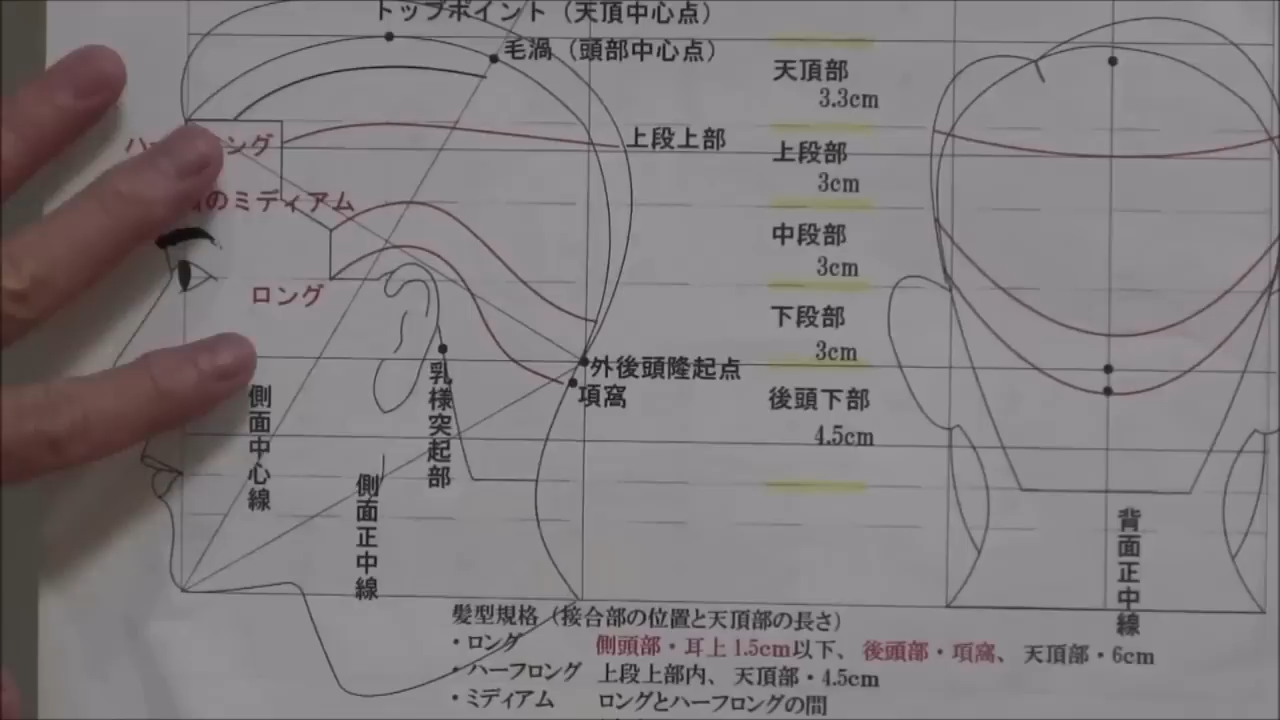 トップポイント（天頂中心点）
毛渦（頭部中心点）
天頂部
3.3cm
ハ ング
上段上部
上段部
3cm
のミディアム
中段部
3cm
ロング
下段部
3cm
外後頭隆起点
項窩
後頭下部
4.5cm
乳様突起部
側面中心線
側面正中線
背面正中線
髪型規格（接合部の位置と天頂部の長さ）
・ロング 側頭部・耳上1.5cm以下、後頭部・項窩、天頂部・6cm
・ハーフロング 上段上部内、天頂部・4.5cm
・ミディアム ロングとハーフロングの間